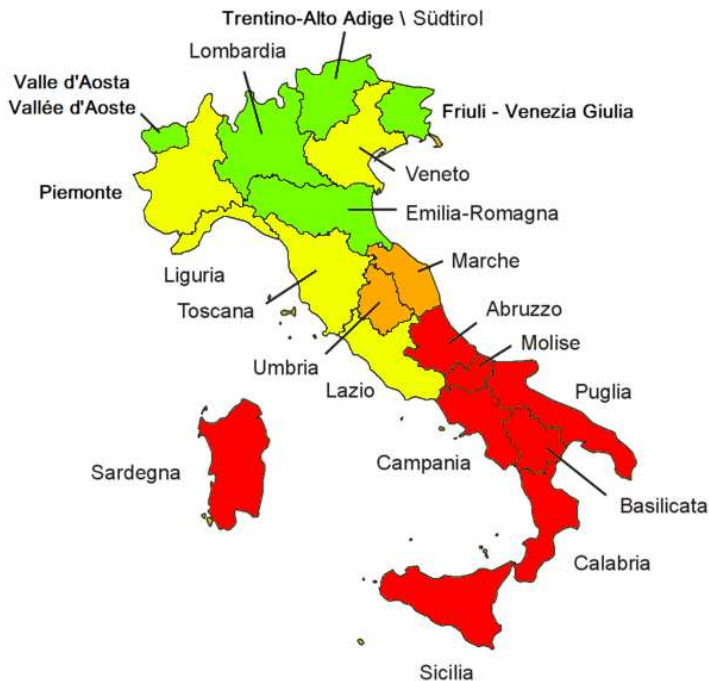 Trentino-Alto Adige \ Südtirol
Lombardia
Valle d'Aosta
Vallée d'Aoste
Friuli - Venezia Giulia
Veneto
Piemonte
Emilia-Romagna
Marche
Liguria
Toscana
Abruzzo
Molise
Umbria
Lazio
Puglia
Campania
Sardegna
Basilicata
Calabria
Sicilia